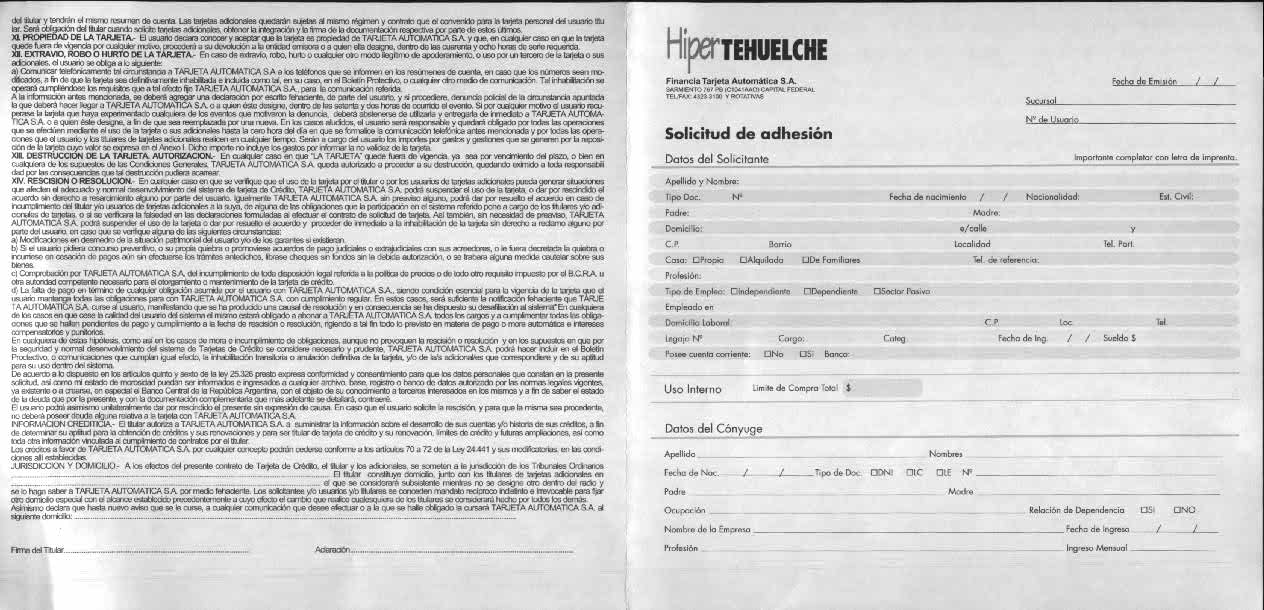 del titular y tendrán el mismo resumen de cuenta. Las tarjetas adicionales quedarán sujetas al mismo régimen y contrato que el convenido para la tarjeta personal del usuario titu
lar. Será obligación del titular cuando solicite tarjetas adicionales, obtener la integración y la firma de la documentación respectiva por parte de estos últimos.
XI. PROPIEDAD DE LA TARJETA.- El usuario declara conocer y aceptar que la tarjeta es propiedad de TARJETA AUTOMATICA S.A. y que, en cualquier caso en que la tarjeta
quede fuera de vigencia por cualquier motivo, procederá a su devolución a la entidad emisora o a quien ella designe, dentro de las cuarenta y ocho horas de serle requerida.
XII. EXTRAVIO, ROBO O HURTO DE LA TARJETA.- En caso de extravío, robo, hurto o cualquier otro modo ilegítimo de apoderamiento, o uso por un tercero de la tarjeta o sus
adicionales, el usuario se obliga a lo siguiente:
a) Comunicar telefónicamente tal circunstancia a TARJETA AUTOMATICA S.A a los teléfonos que se informen en los resúmenes de cuenta, en caso que los números sean mo-
dificados, a fin de que la tarjeta sea definitivamente inhabilitada e incluida como tal, en su caso, en el Boletín Protectivo, o cualquier otro medio de comunicación. Tal inhabilitación se
operará cumpliéndose los requisitos que a tal efecto fije TARJETA AUTOMATICA S.A., para la comunicación referida.
A la información antes mencionada, se deberá agregar una declaración por escrito fehaciente, de parte del usuario, y si procediere, denuncia policial de la circunstancia apuntada
la que deberá hacer llegar a TARJETA AUTOMATICA S.A. o a quien éste designe, dentro de las setenta y dos horas de ocurrido el evento. Si por cualquier motivo el usuario recu-
perase la tarjeta que haya experimentado cualquiera de los eventos que motivaron la denuncia, deberá abstenerse de utilizarla y entregarla de inmediato a TARJETA AUTOMA-
TICA S.A. o e quien éste designe, a fin de que sea reemplazada por una nueva. En los casos aludidos, el usuario será responsable y quedará obligado por todas las operaciones
que se efectúen mediante el uso de la tarjeta o sus adicionales hasta la cero hora del día en que se formalice la comunicación telefónica antes mencionada y por todas las opera-
ciones que realicen el usuario y los titulares de tarjetas adicionales realicen en cualquier tiempo. Serán a cargo del usuario los importes por gastos y gestiones que se generen por la reposi-
ción de la tarjeta cuyo valor se expresa en el Anexo I. Dicho importe no incluye los gastos por informar la no validez de la tarjeta.
XIII. DESTRUCCIÓN DE LA TARJETA. AUTORIZACION.- En cualquier caso en que "LA TARJETA" quede fuera de vigencia, ya sea por vencimiento del plazo, o bien en
cualquiera de los supuestos de las Condiciones Generales, TARJETA AUTOMATICA S.A. queda autorizado a proceder a su destrucción, quedando eximido a toda responsabili
dad por las consecuencias que tal destrucción pudiera acarrear.
XIV. RESCISION O RESOLUCION.- En cualquier caso en que se verifique que el uso de la tarjeta por el titular o por los usuarios de tarjetas adicionales pueda generar situaciones
que afecten el adecuado y normal desenvolvimiento del sistema de tarjeta de Crédito, TARJETA AUTOMATICA S.A. podrá suspender el uso de la tarjeta, o dar por rescindido el
acuerdo sin derecho a resarcimiento alguno por parte del usuario. Igualmente TARJETA AUTOMATICA S.A. sin preaviso alguno, podrá dar por resuelto el acuerdo en caso de
incumplimiento del titular y/o usuarios de tarjetas adicionales a la suya, de alguna de las obligaciones que la participación en el sistema referido pone a cargo de los titulares y/o adi-
cionales de tarjetas, o si se verificara la falsedad en las declaraciones formuladas al efectuar el contrato de solicitud de tarjeta. Así también, sin necesidad de preaviso, TARJETA
AUTOMATICA S.A. podrá suspender el uso de la tarjeta o dar por resuelto el acuerdo y proceder de inmediato a la inhabilitación de la tarjeta sin derecho a reclamo alguno por
parte del usuario, en caso que se verifique alguna de las siguientes circunstancias:
a) Modificaciones en desmedro de la situación patrimonial del usuario y/o de los garantes si existieran.
b) Si el usuario pidiera concurso preventivo, o su propia quiebra o promoviese acuerdos de pago judiciales o extrajudiciales con sus acreedores, o le fuera decretada la quiebra o
incurriese en cesación de pagos aún sin efectuarse los trámites antedichos, librase cheques sin fondos sin la debida autorización, o se trabara alguna medida cautelar sobre sus
bienes.
c) Comprobación por TARJETA AUTOMATICA S.A. del incumplimiento de toda disposición legal referida a la política de precios o de todo otro requisito impuesto por el B.C.R.A. u
otra autoridad competente necesario para el otorgamiento o mantenimiento de la tarjeta de crédito.
d) La falta de pago en término de cualquier obligación asumida por el usuario con TARJETA AUTOMATICA S.A., siendo condición esencial para la vigencia de la tarjeta que el
usuario mantenga todas las obligaciones para con TARJETA AUTOMATICA S.A. con cumplimiento regular. En estos casos, será suficiente la notificación fehaciente que TARJE
TA AUTOMATICA S.A. curse al usuario, manifestando que se ha producido una causal de resolución y en consecuencia se ha dispuesto su desafiliación al sistema" En cualquiera
de los casos en que cese la calidad del usuario del sistema el mismo estará obligado a abonar a TARJETA AUTOMATICA S.A. todos los cargos y a cumplimentar todas las obliga-
ciones que se hallen pendientes de pago y cumplimiento a la fecha de rescisión o resolución, rigiendo a tal fin todo lo previsto en materia de pago o mora automática e intereses
compensatorios y punitorios.
En cualquiera de estas hipótesis, como así en los casos de mora e incumplimiento de obligaciones, aunque no provoquen la rescisión o resolución y en los supuestos en que por
la seguridad y normal desenvolvimiento del sistema de Tarjetas de Crédito se considere necesario y prudente, TARJETA AUTOMATICA S.A. podrá hacer incluir en el Boletín
Protectivo, o comunicaciones que cumplan igual efecto, la inhabilitación transitoria o anulación definitiva de la tarjeta, y/o de la/s adicional/es que correspondiere y de su aptitud
para su uso dentro del sistema.
De acuerdo a lo dispuesto en los artículos quinto y sexto de la ley 25.326 presto expresa conformidad y consentimiento para que los datos personales que constan en la presente
solicitud, así como mi estado de morosidad puedan ser informados e ingresados a cualquier archivo, base, registro o banco de datos autorizado por las normas legales vigentes,
ya existentes o a crearse, en especial el Banco Central de la República Argentina, con el objeto de su conocimiento a terceros interesados en los mismos y a fin de saber el estado
de la deuda que por la presente, y con la documentación complementaria que más adelante se detallará, contraeré.
El usuario podrá asimismo unilateralmente dar por rescindido el presente sin expresión de causa. En caso que el usuario solicite la rescisión, y para que la misma sea procedente,
no deberá poseer deuda alguna relativa a la tarjeta con TARJETA AUTOMATICA S.A.
INFORMACION CREDITICIA.- El titular autoriza a TARJETA AUTOMATICA S.A. a suministrar la información sobre el desarrollo de sus cuentas y/o historia de sus créditos, a fin
de determinar su aptitud para la obtención de créditos y sus renovaciones y para ser titular de tarjeta de crédito y su renovación, límites de crédito y futuras ampliaciones, así como
toda otra información vinculada al cumplimiento de contratos por el titular.
Los créditos a favor de TARJETA AUTOMATICA S.A. por cualquier concepto podrán cederse conforme a los artículos 70 a 72 de la Ley 24.441 y sus modificatorias, en las condi-
ciones allí establecidas.
JURISDICCION Y DOMICILIO.- A los efectos del presente contrato de Tarjeta de Crédito, el titular y los adicionales, se someten a la jurisdicción de los Tribunales Ordinarios
El titular constituye domicilio, junto con los titulares de tarjetas adicionales en
el que se considerará subsistente mientras no se designe otro dentro del radio y
se lo haga saber a TARJETA AUTOMATICA S.A. por medio fehaciente. Los solicitantes y/o usuarios y/o titulares se conceden mandato recíproco indistinto e irrevocable para fijar
otro domicilio especial con el alcance establecido precedentemente a cuyo efecto el cambio que realice cualesquiera de los titulares se considerará hecho por todos los demás.
Asimismo declara que hasta nuevo aviso que se le curse, a cualquier comunicación que desee efectuar o a la que se halle obligado la cursará TARJETA AUTOMATICA S.A. al
siguiente domicilio:
Firma del Titular Aclaración
Hiper TEHUELCHE
Financia Tarjeta Automática S.A.
SARMIENTO 767 PB (C1041AAO) CAPITAL FEDERAL
TEL/FAX: 4323-3100 Y ROTATIVAS
Fecha de Emisión / /
Sucursal
Nº de Usuario
Solicitud de adhesión
Datos del Solicitante Importante completar con letra de imprenta.
Apellido y Nombre:
Tipo Doc. Nº Fecha de nacimiento / / Nacionalidad: Est. Civil:
Padre: Madre:
Domicilio: e/calle y
C.P. Barrio Localidad Tel. Part.
Casa: □Propia □Alquilada □De Familiares Tel. de referencia:
Profesión:
Tipo de Empleo: □Independiente □Dependiente □Sector Pasivo
Empleado en
Domicilio Laboral: C.P. Loc. Tel.
Legajo Nº Cargo: Categ. Fecha de Ing. / / Sueldo $
Posee cuenta corriente: □No □Si Banco:
Uso Interno Limite de Compra Total $
Datos del Cónyuge
Apellido Nombres
Fecha de Nac. / / Tipo de Doc. □DNI □LC □LE Nº
Padre Madre
Ocupación Relación de Dependencia □SI □NO
Nombre de la Empresa Fecha de Ingreso / /
Profesión Ingreso Mensual